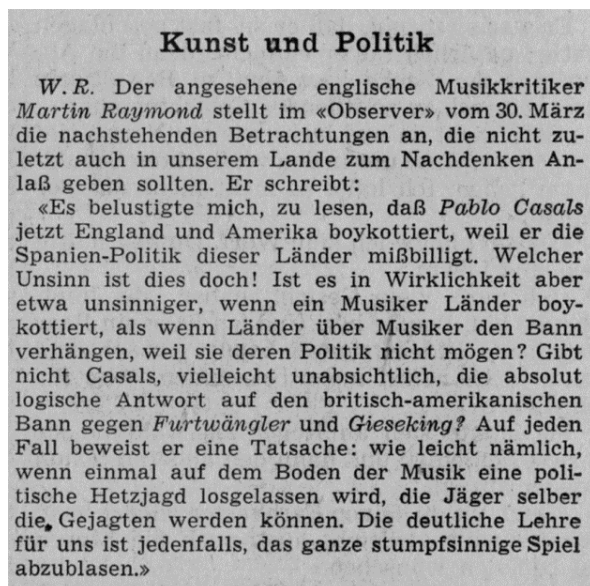 Kunst und Politik
W. R. Der angesehene englische Musikkritiker
Martin Raymond stellt im «Observer» vom 30. März
die nachstehenden Betrachtungen an, die nicht zu-
letzt auch in unserem Lande zum Nachdenken An-
laß geben sollten. Er schreibt:
«Es belustigte mich, zu lesen, daß Pablo Casals
jetzt England und Amerika boykottiert, weil er die
Spanien-Politik dieser Länder mißbilligt. Welcher
Unsinn ist dies doch! Ist es in Wirklichkeit aber
etwa unsinniger, wenn ein Musiker Länder boy-
kottiert, als wenn Länder über Musiker den Bann
verhängen, weil sie deren Politik nicht mögen? Gibt
nicht Casals, vielleicht unabsichtlich, die absolut
logische Antwort auf den britisch-amerikanischen
Bann gegen Furtwängler und Gieseking? Auf jeden
Fall beweist er eine Tatsache: wie leicht nämlich,
wenn einmal auf dem Boden der Musik eine poli-
tische Hetzjagd losgelassen wird, die Jäger selber
die Gejagten werden können. Die deutliche Lehre
für uns ist jedenfalls, das ganze stumpfsinnige Spiel
abzublasen.»